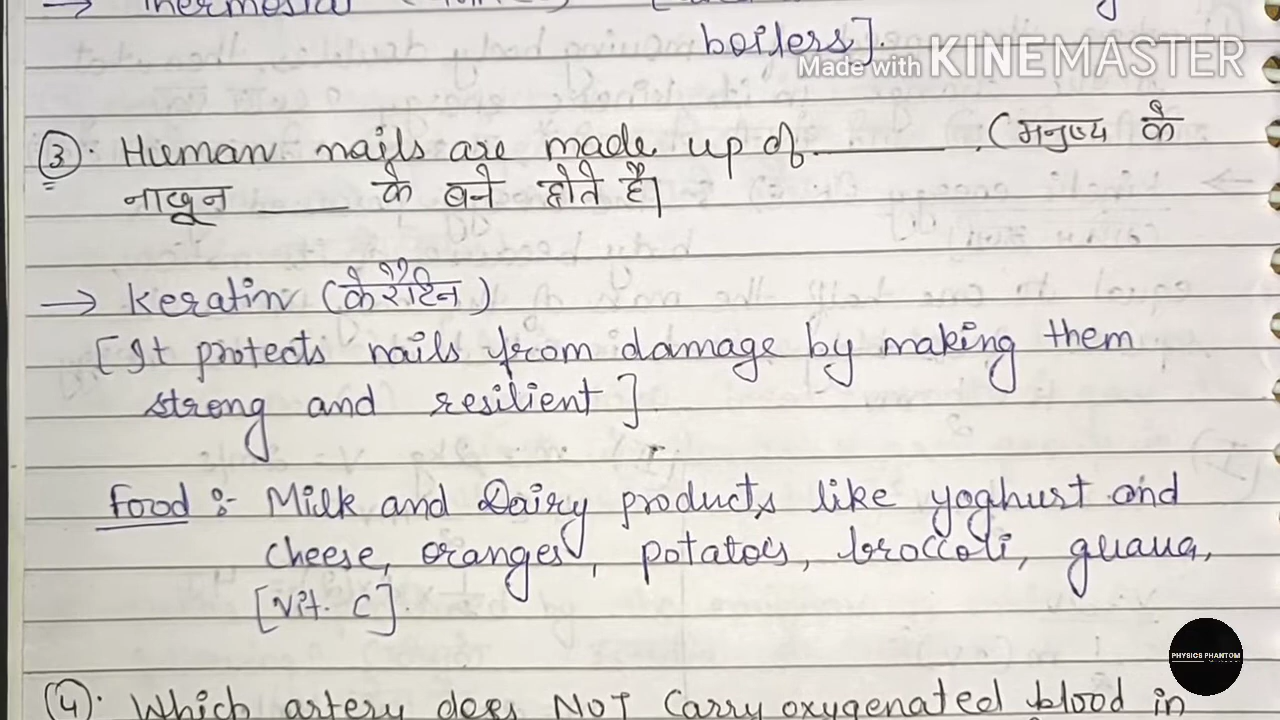 boilers].
Made with KINEMASTER
③. Human nails are made up of ______. (मनुष्य के
नाखून ____ के बने होते हैं।
→ Keratin (केराटिन)
[It protects nails from damage by making them
strong and resilient]
Food :- Milk and Dairy products like yoghurt and
cheese, oranges, potatoes, broccoli, guava,
[Vit. C].
PHYSICS PHANTOM
④. Which artery does NOT carry oxygenated blood in